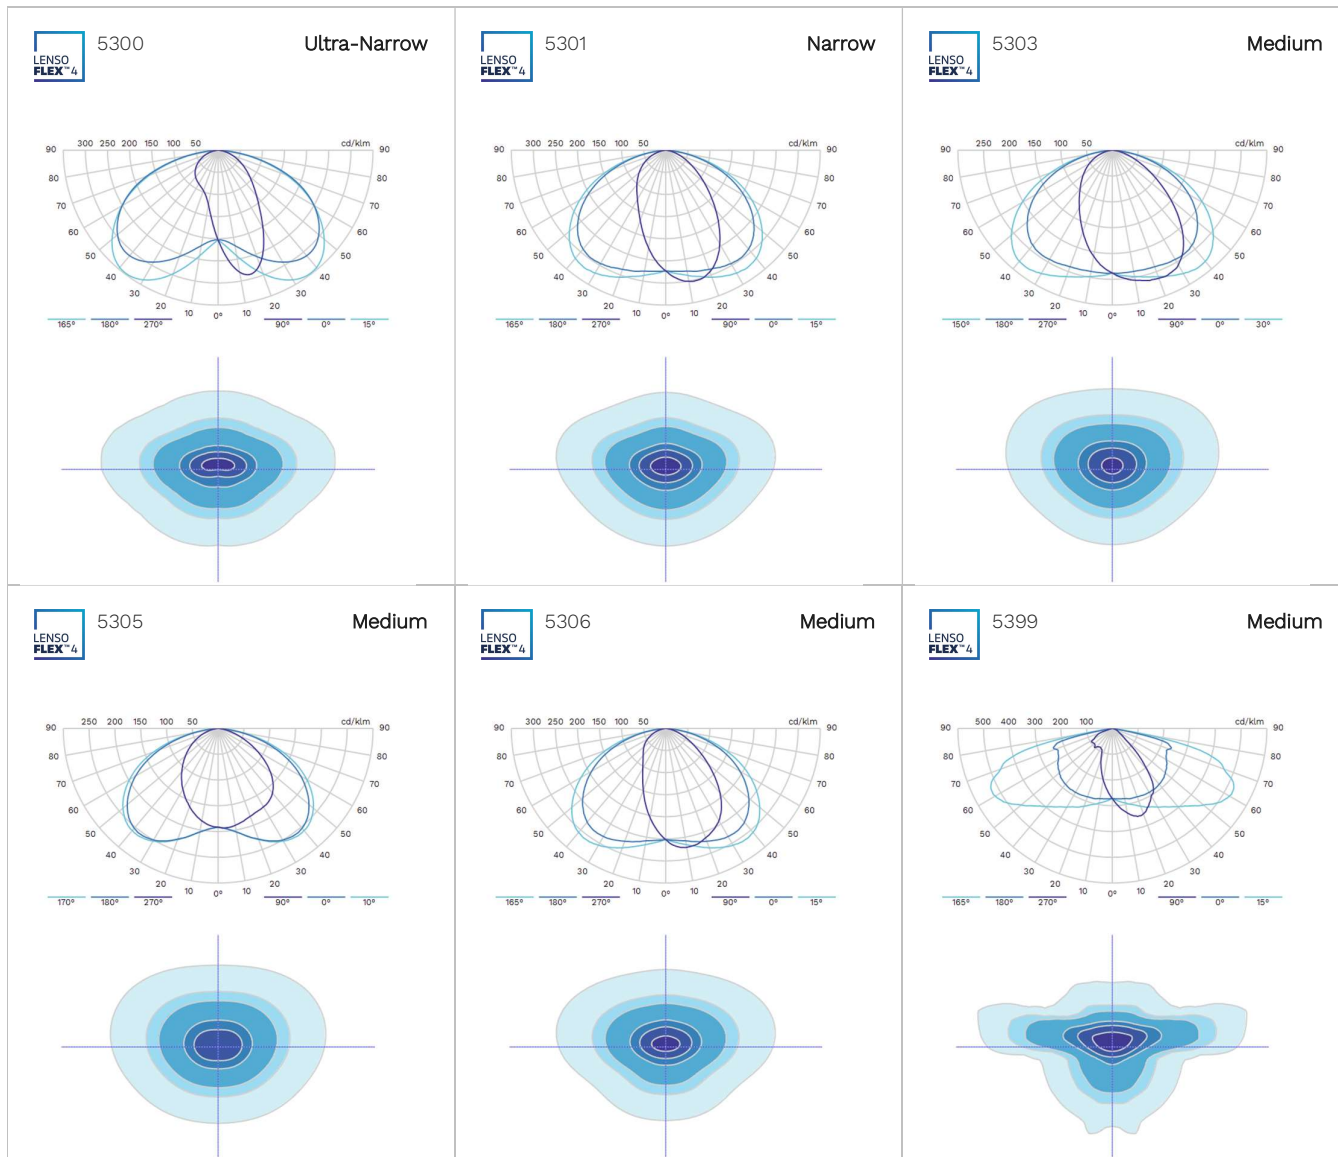 LENSO
FLEX™4
5300
Ultra-Narrow
300 250 200 150 100 50
cd/klm
90 90
80 80
70 70
60 60
50 50
40 40
30 30
20 20
10 0° 10
165° 180° 270° 90° 0° 15°
LENSO
FLEX™4
5301
Narrow
300 250 200 150 100 50
cd/klm
90 90
80 80
70 70
60 60
50 50
40 40
30 30
20 20
10 0° 10
165° 180° 270° 90° 0° 15°
LENSO
FLEX™4
5303
Medium
250 200 150 100 50
cd/klm
90 90
80 80
70 70
60 60
50 50
40 40
30 30
20 20
10 0° 10
150° 180° 270° 90° 0° 30°
LENSO
FLEX™4
5305
Medium
250 200 150 100 50
cd/klm
90 90
80 80
70 70
60 60
50 50
40 40
30 30
20 20
10 0° 10
170° 180° 270° 90° 0° 10°
LENSO
FLEX™4
5306
Medium
300 250 200 150 100 50
cd/klm
90 90
80 80
70 70
60 60
50 50
40 40
30 30
20 20
10 0° 10
165° 180° 270° 90° 0° 15°
LENSO
FLEX™4
5399
Medium
500 400 300 200 100
cd/klm
90 90
80 80
70 70
60 60
50 50
40 40
30 30
20 20
10 0° 10
165° 180° 270° 90° 0° 15°